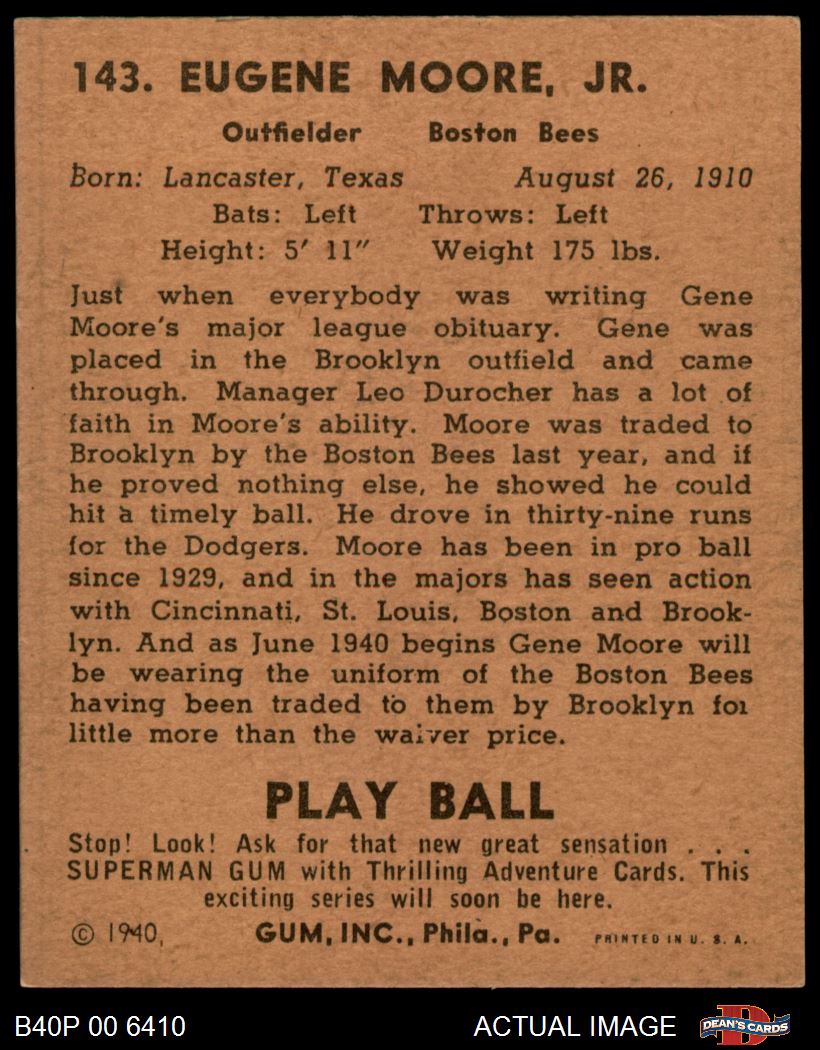 143. EUGENE MOORE, JR.
Outfielder Boston Bees
Born: Lancaster, Texas August 26, 1910
Bats: Left Throws: Left
Height: 5′ 11″ Weight 175 lbs.
Just when everybody was writing Gene
Moore's major league obituary. Gene was
placed in the Brooklyn outfield and came
through. Manager Leo Durocher has a lot of
faith in Moore's ability. Moore was traded to
Brooklyn by the Boston Bees last year, and if
he proved nothing else, he showed he could
hit a timely ball. He drove in thirty-nine runs
for the Dodgers. Moore has been in pro ball
since 1929, and in the majors has seen action
with Cincinnati, St. Louis, Boston and Brook-
lyn. And as June 1940 begins Gene Moore will
be wearing the uniform of the Boston Bees
having been traded to them by Brooklyn for
little more than the waiver price.
PLAY BALL
Stop! Look! Ask for that new great sensation . . .
SUPERMAN GUM with Thrilling Adventure Cards. This
exciting series will soon be here.
© 1940, GUM, INC., Phila., Pa. PRINTED IN U. S. A.
B40P 00 6410 ACTUAL IMAGE DEAN'S CARDS